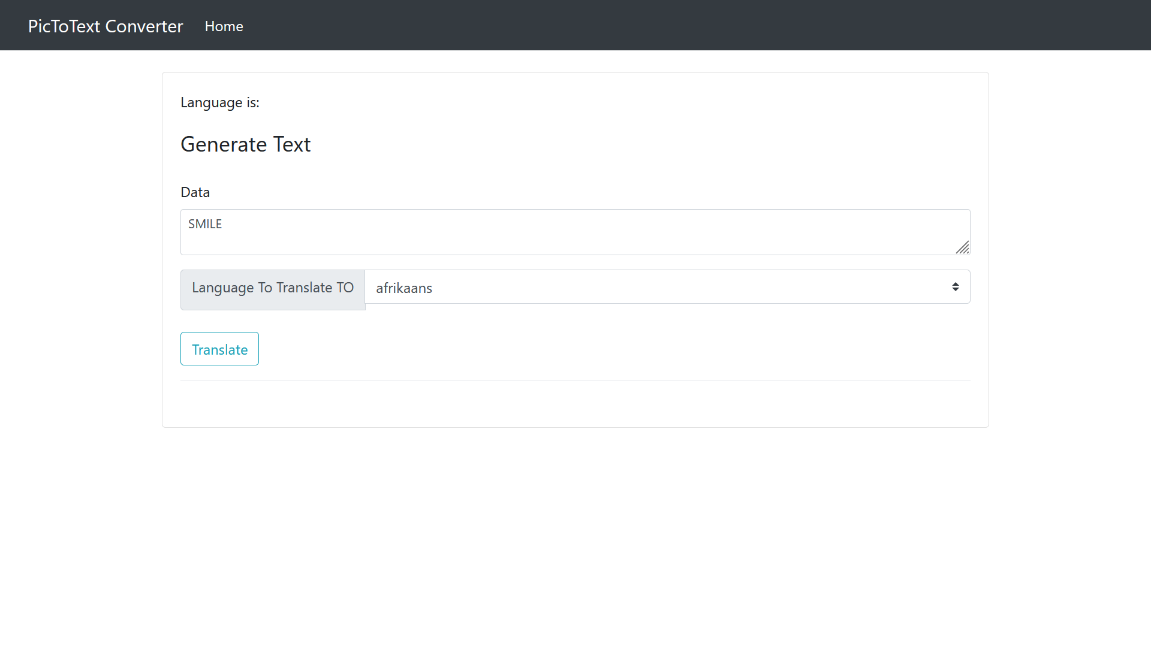 PicToText Converter Home
Language is:
Generate Text
Data
SMILE
Language To Translate TO afrikaans
Translate